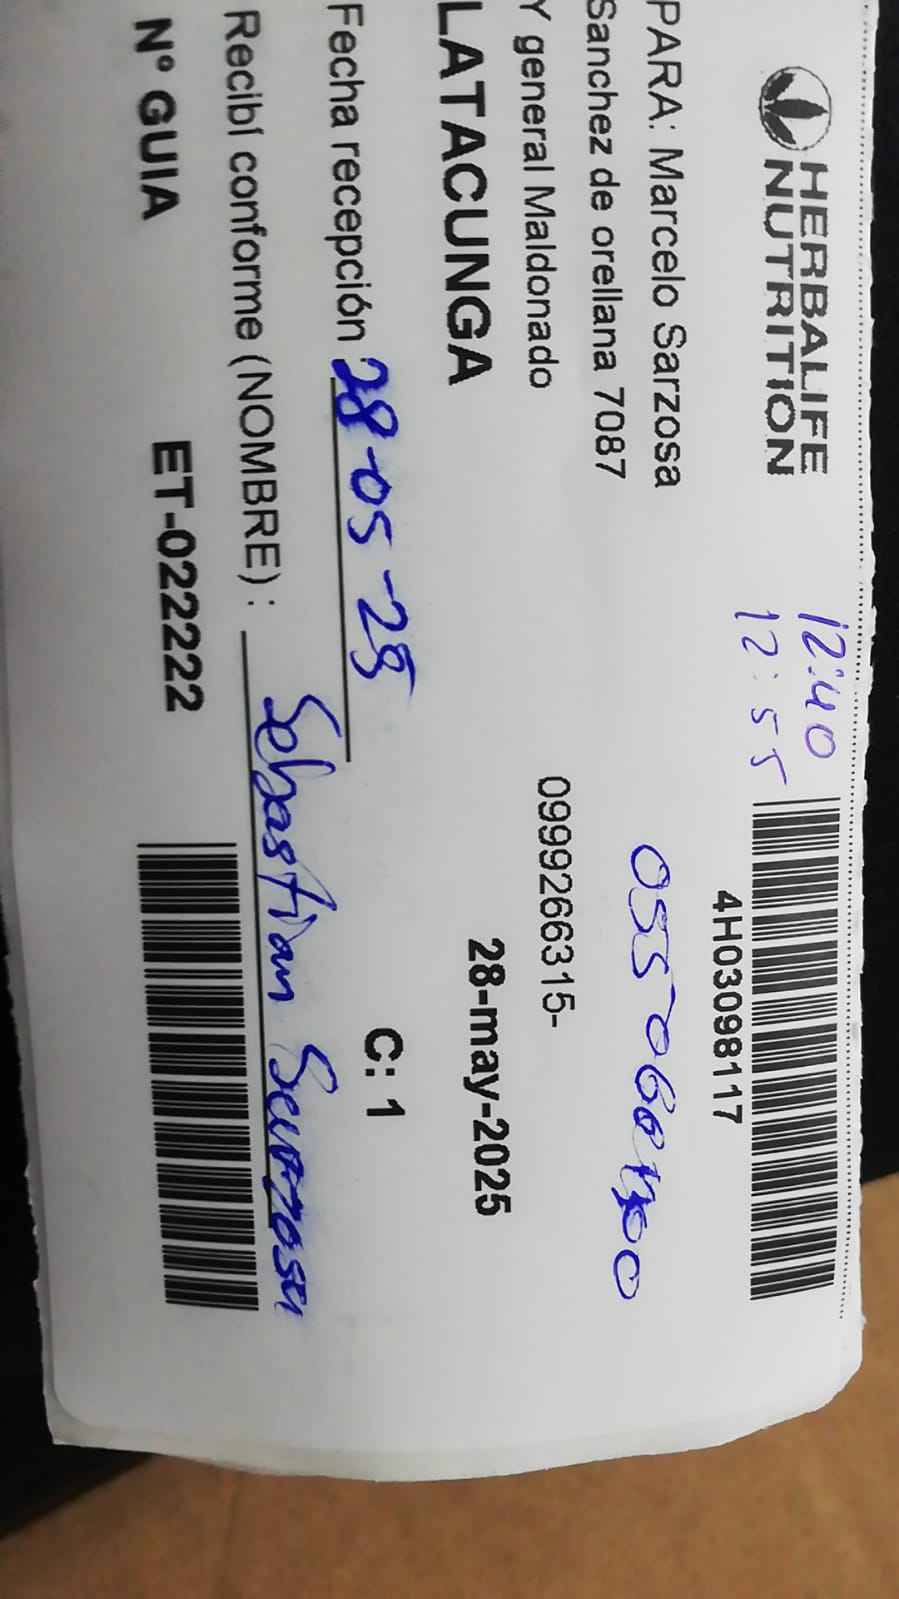 HERBALIFE
NUTRITION
12:40
12:55
4H03098117
PARA: Marcelo Sarzosa
Sanchez de orellana 7087
Y general Maldonado
0999266315-
LATACUNGA
28-may-2025
Fecha recepción 28-05-25
C: 1
Recibí conforme (NOMBRE) : Sebastian Sarzosa
Nº GUIA
ET-022222